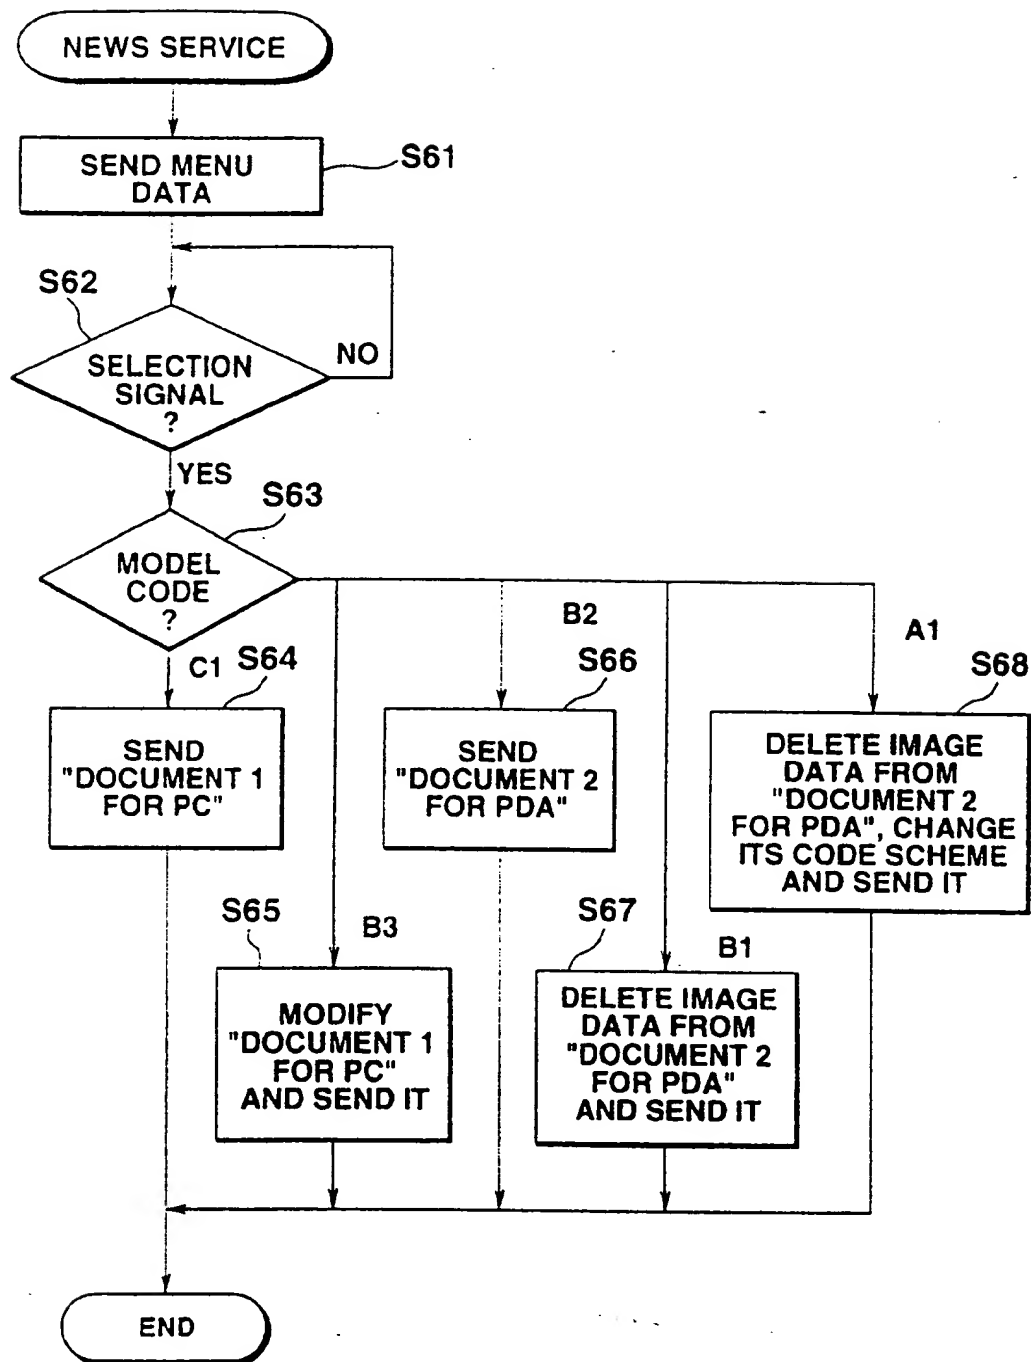 NEWS SERVICE
SEND MENU
DATA
S61
S62
SELECTION
SIGNAL
?
NO
YES
S63
MODEL
CODE
?
C1
S64
SEND
"DOCUMENT 1
FOR PC"
B3
S65
MODIFY
"DOCUMENT 1
FOR PC"
AND SEND IT
B2
S66
SEND
"DOCUMENT 2
FOR PDA"
B1
S67
DELETE IMAGE
DATA FROM
"DOCUMENT 2
FOR PDA"
AND SEND IT
A1
S68
DELETE IMAGE
DATA FROM
"DOCUMENT 2
FOR PDA", CHANGE
ITS CODE SCHEME
AND SEND IT
END